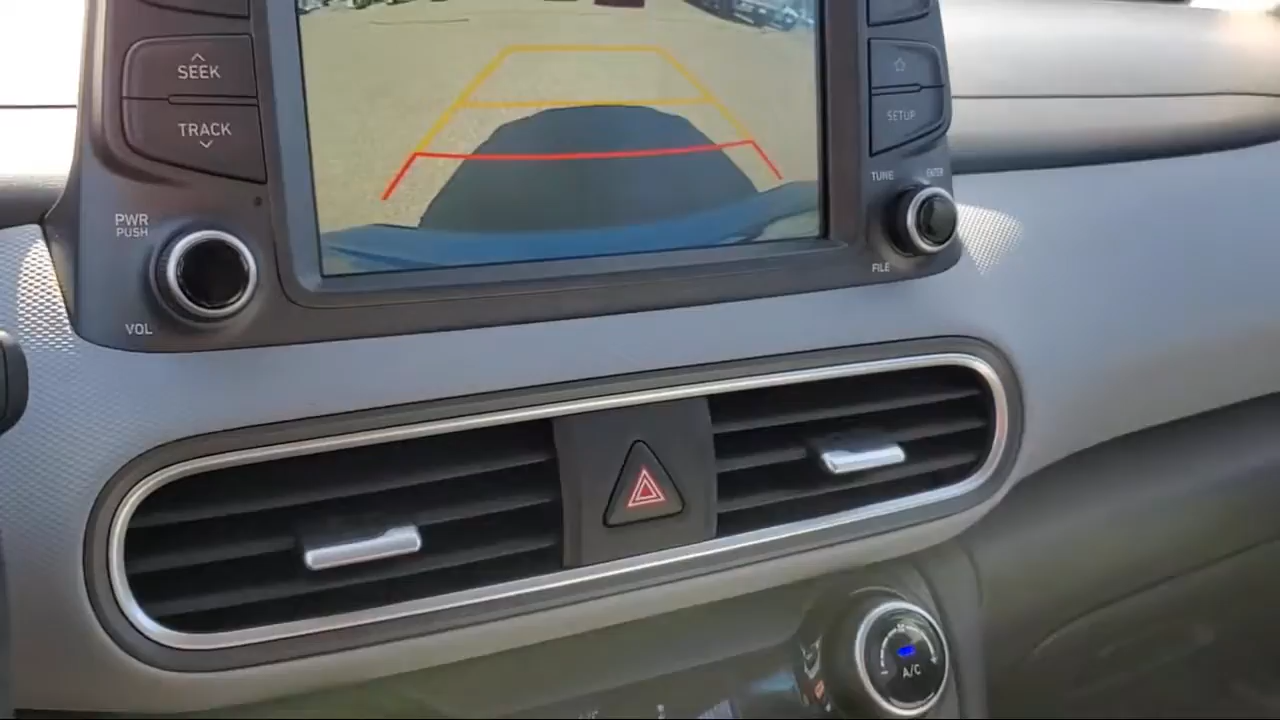 SEEK
TRACK
PWR
PUSH
VOL
SETUP
TUNE
ENTER
FILE
A/C